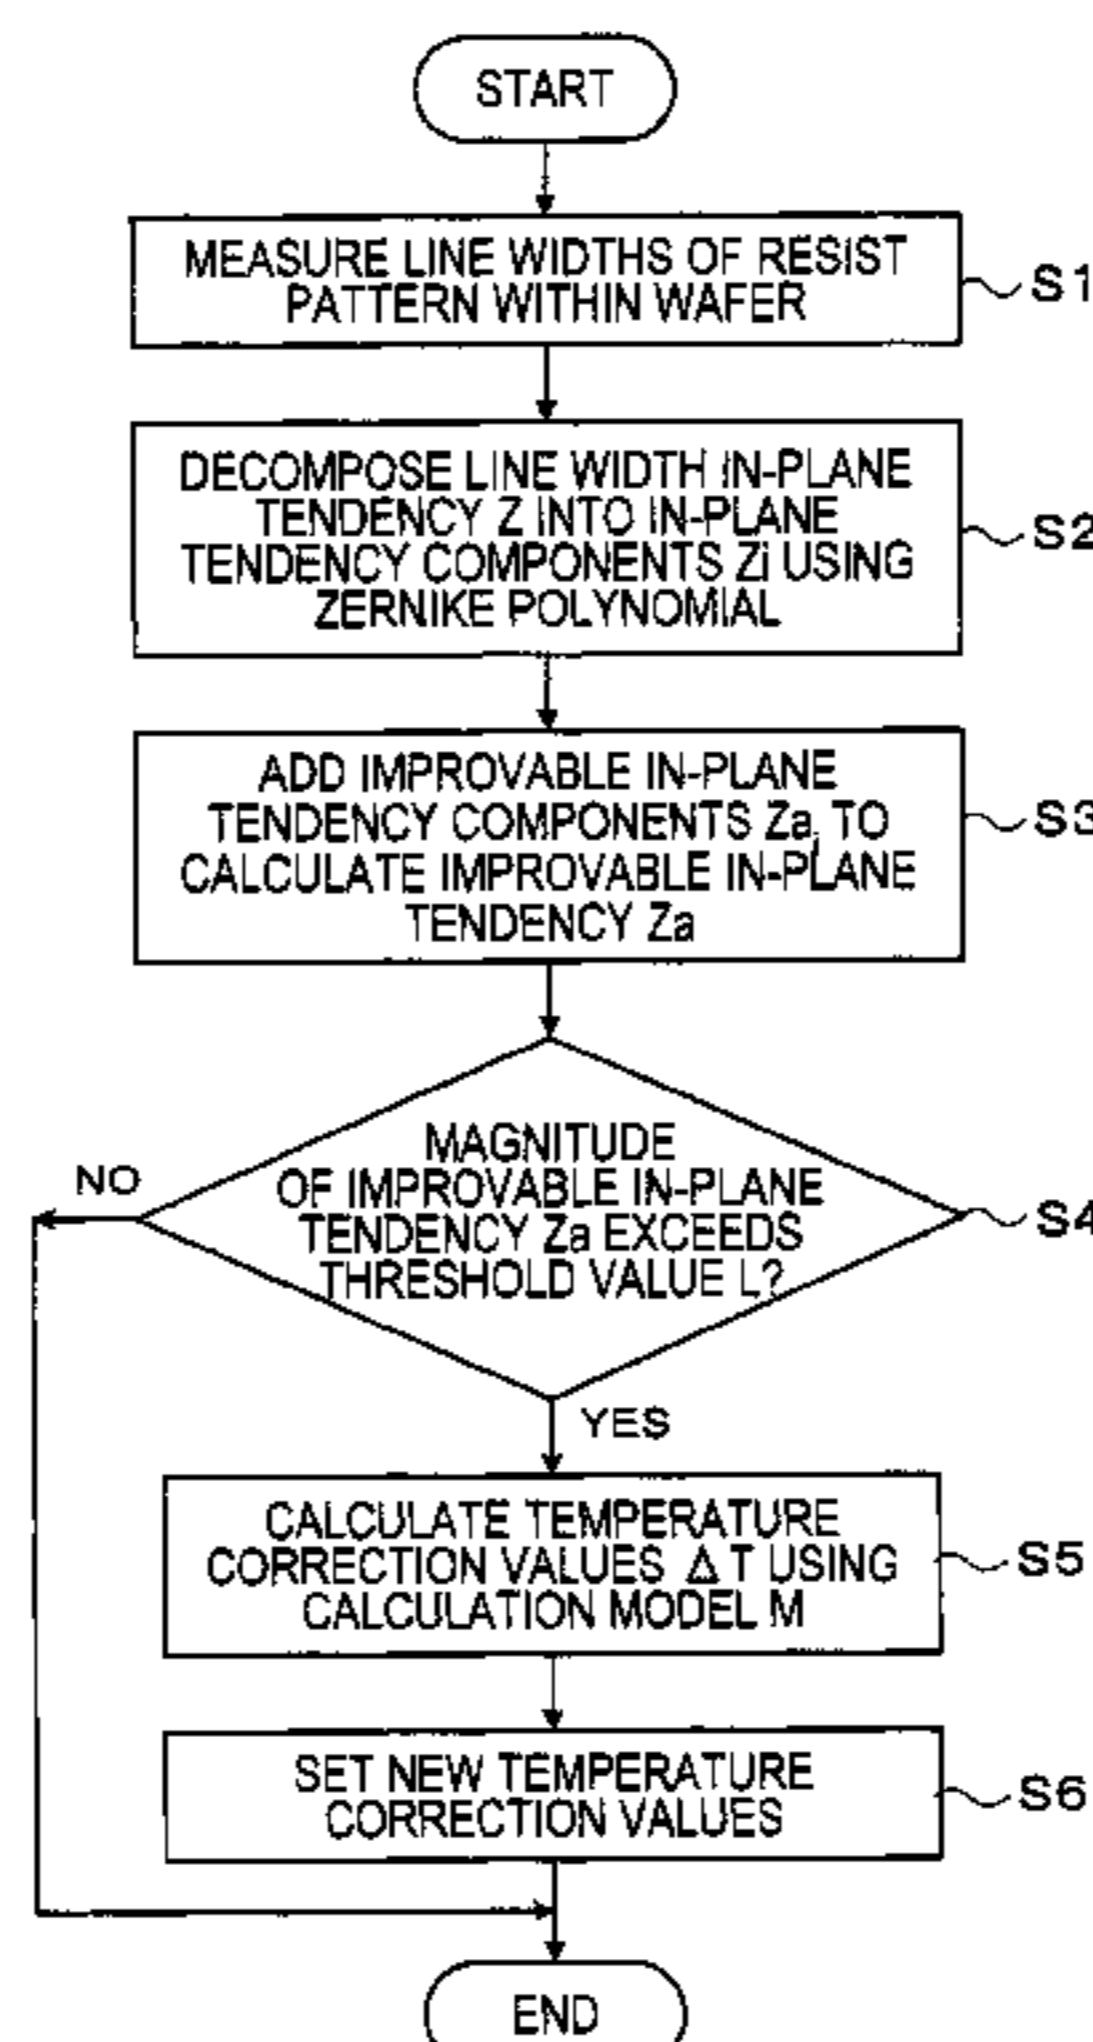 START
MEASURE LINE WIDTHS OF RESIST
PATTERN WITHIN WAFER
S1
DECOMPOSE LINE WIDTH IN-PLANE
TENDENCY Z INTO IN-PLANE
TENDENCY COMPONENTS Zi USING
ZERNIKE POLYNOMIAL
S2
ADD IMPROVABLE IN-PLANE
TENDENCY COMPONENTS Zai TO
CALCULATE IMPROVABLE IN-PLANE
TENDENCY Za
S3
MAGNITUDE
OF IMPROVABLE IN-PLANE
TENDENCY Za EXCEEDS
THRESHOLD VALUE L?
S4
NO
YES
CALCULATE TEMPERATURE
CORRECTION VALUES Δ T USING
CALCULATION MODEL M
S5
SET NEW TEMPERATURE
CORRECTION VALUES
S6
END